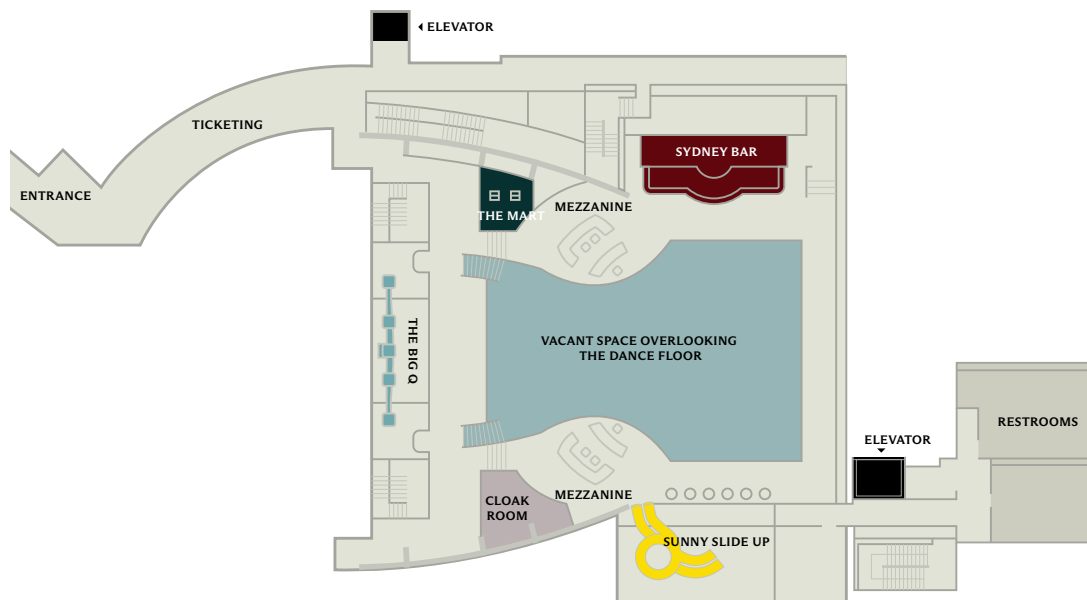 ELEVATOR
TICKETING
SYDNEY BAR
ENTRANCE
THE MART
MEZZANINE
THE BIG Q
VACANT SPACE OVERLOOKING
THE DANCE FLOOR
RESTROOMS
ELEVATOR
MEZZANINE
CLOAK
ROOM
SUNNY SLIDE UP